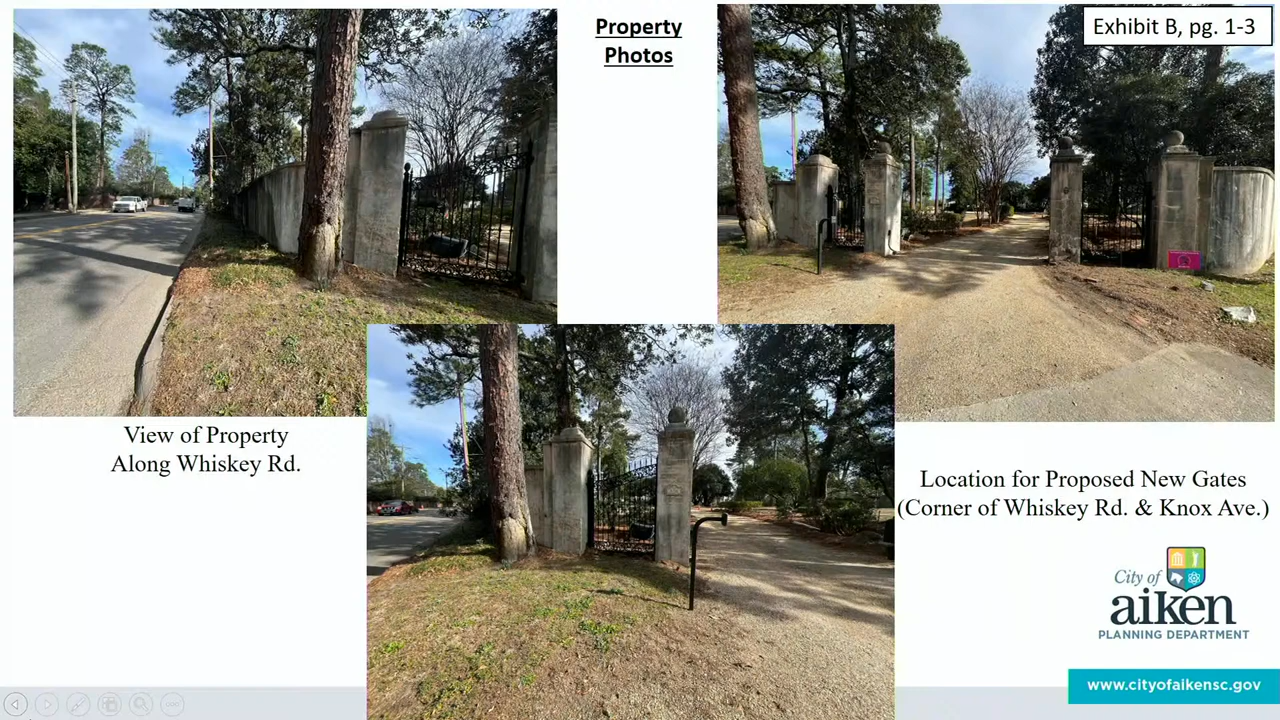 Property
Photos
Exhibit B, pg. 1-3
View of Property
Along Whiskey Rd.
Location for Proposed New Gates
(Corner of Whiskey Rd. & Knox Ave.)
City of
aiken
PLANNING DEPARTMENT
www.cityofaikensc.gov